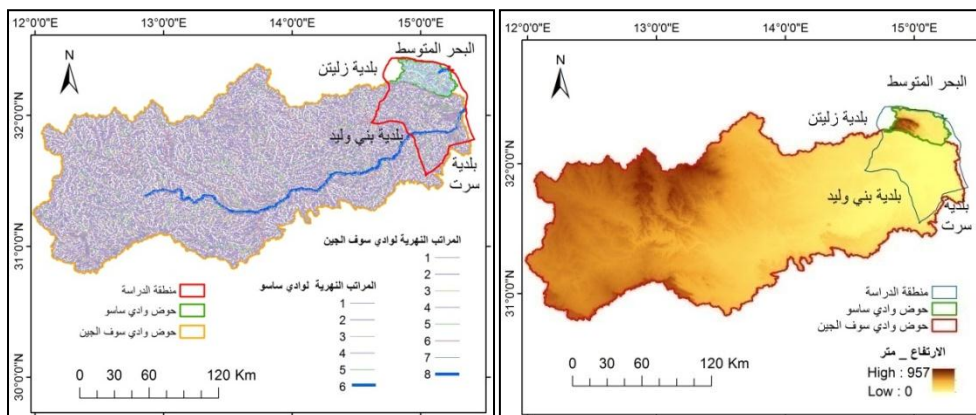 12°0'0"E 13°0'0"E 14°0'0"E 15°0'0"E
N
البحر المتوسط
بلدية زليتن
بلدية بني وليد
بلدية
سرت
32°0'0"N
31°0'0"N
30°0'0"N
المراتب النهرية لوادي سوف الجين
1
2
3
4
5
6
7
8
المراتب النهرية لوادي ساسو
1
2
3
4
5
6
منطقة الدراسة
حوض وادي ساسو
حوض وادي سوف الجين
0 30 60 120 Km
12°0'0"E 13°0'0"E 14°0'0"E 15°0'0"E
N
البحر المتوسط
بلدية زليتن
بلدية بني وليد
بلدية
سرت
32°0'0"N
31°0'0"N
منطقة الدراسة
حوض وادي ساسو
حوض وادي سوف الجين
الارتفاع _ متر
High : 957
Low : 0
0 30 60 120 Km